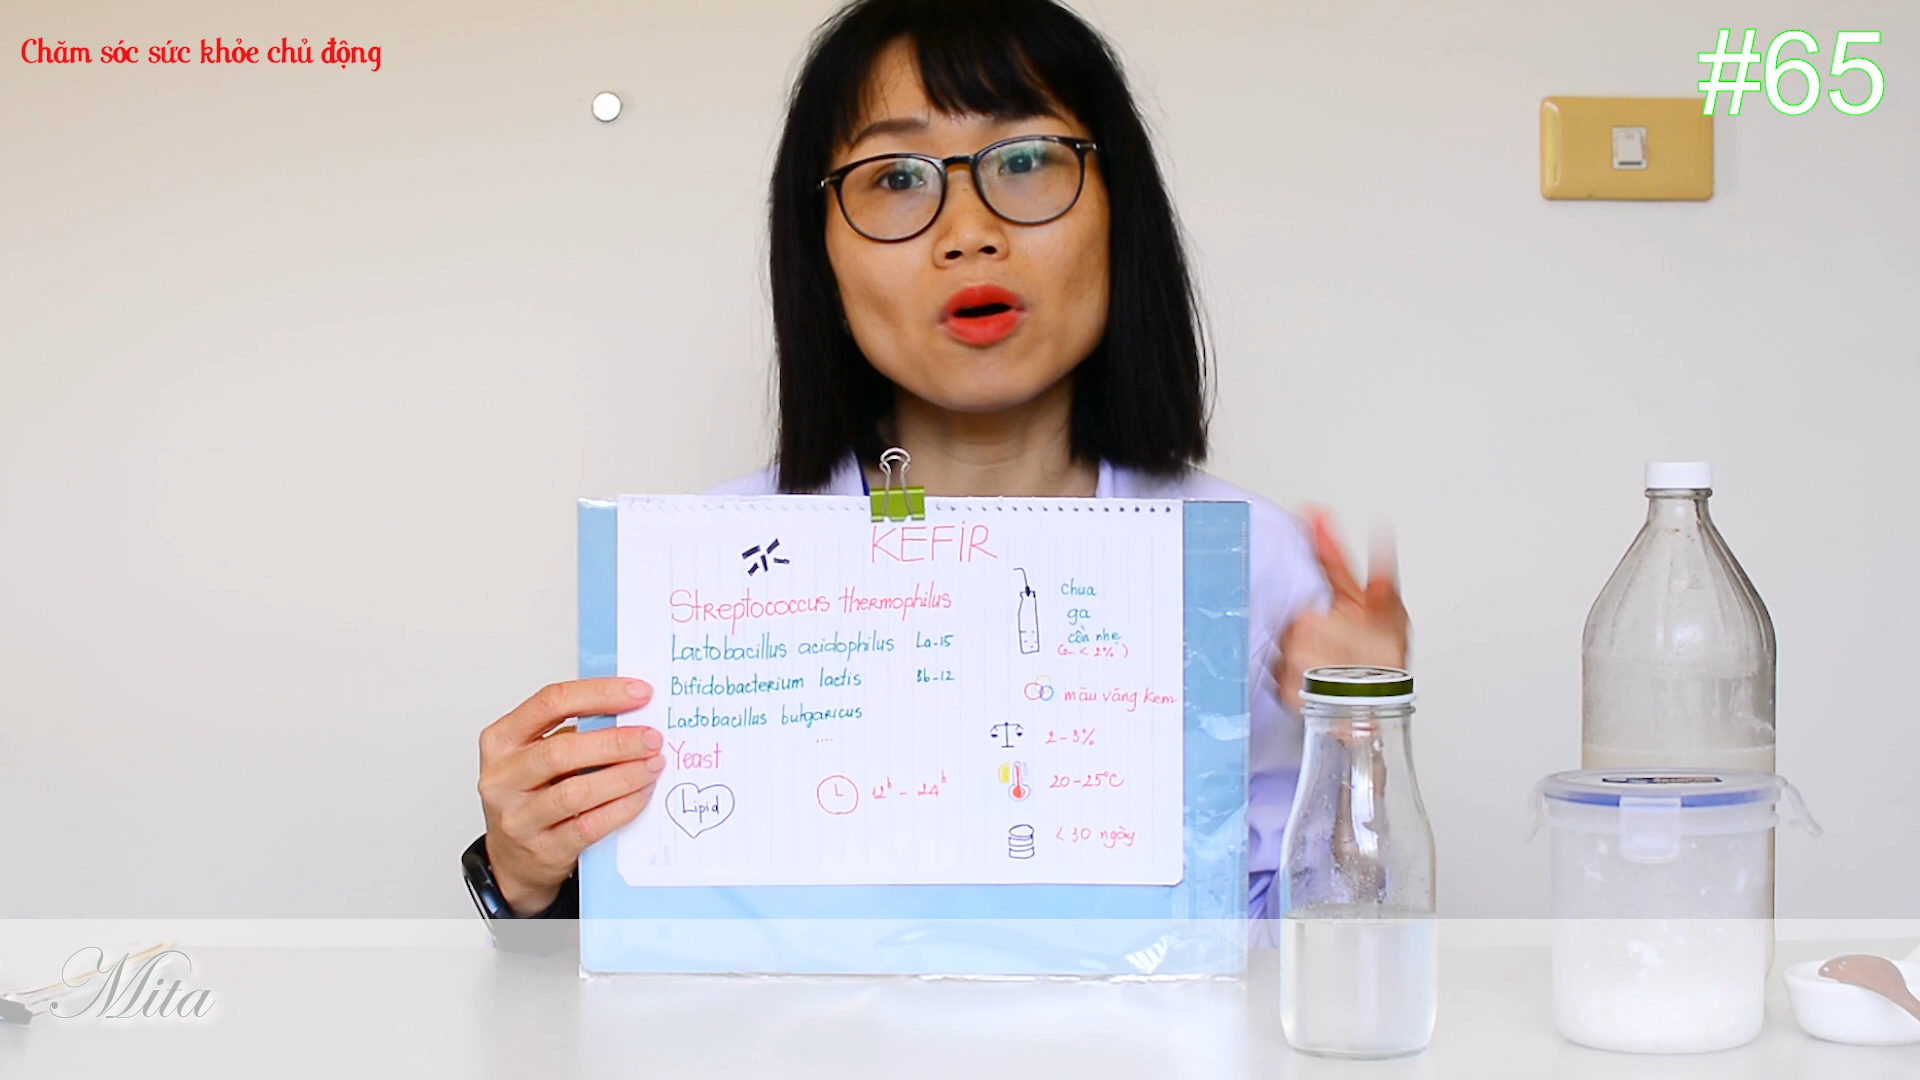 Chăm sóc sức khỏe chủ động
#65
KEFIR
Streptococcus thermophilus
Lactobacillus acidophilus La-15
Bifidobacterium lactis Bb-12
Lactobacillus bulgaricus
....
Yeast
Lipid
12h - 24h
chua
ga
cồn nhẹ
< 2%)
màu vàng kem
2-3%
20-25°C
< 30 ngày
Mita